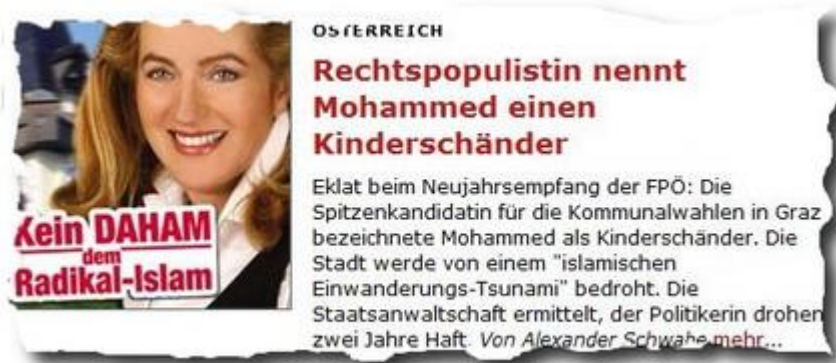 ÖSTERREICH
Rechtspopulistin nennt
Mohammed einen
Kinderschänder
Eklat beim Neujahrsempfang der FPÖ: Die
Spitzenkandidatin für die Kommunalwahlen in Graz
bezeichnete Mohammed als Kinderschänder. Die
Stadt werde von einem "islamischen
Einwanderungs-Tsunami" bedroht. Die
Staatsanwaltschaft ermittelt, der Politikerin drohen
zwei Jahre Haft. Von Alexander Schwabe mehr...
Kein DAHAM
dem
Radikal-Islam